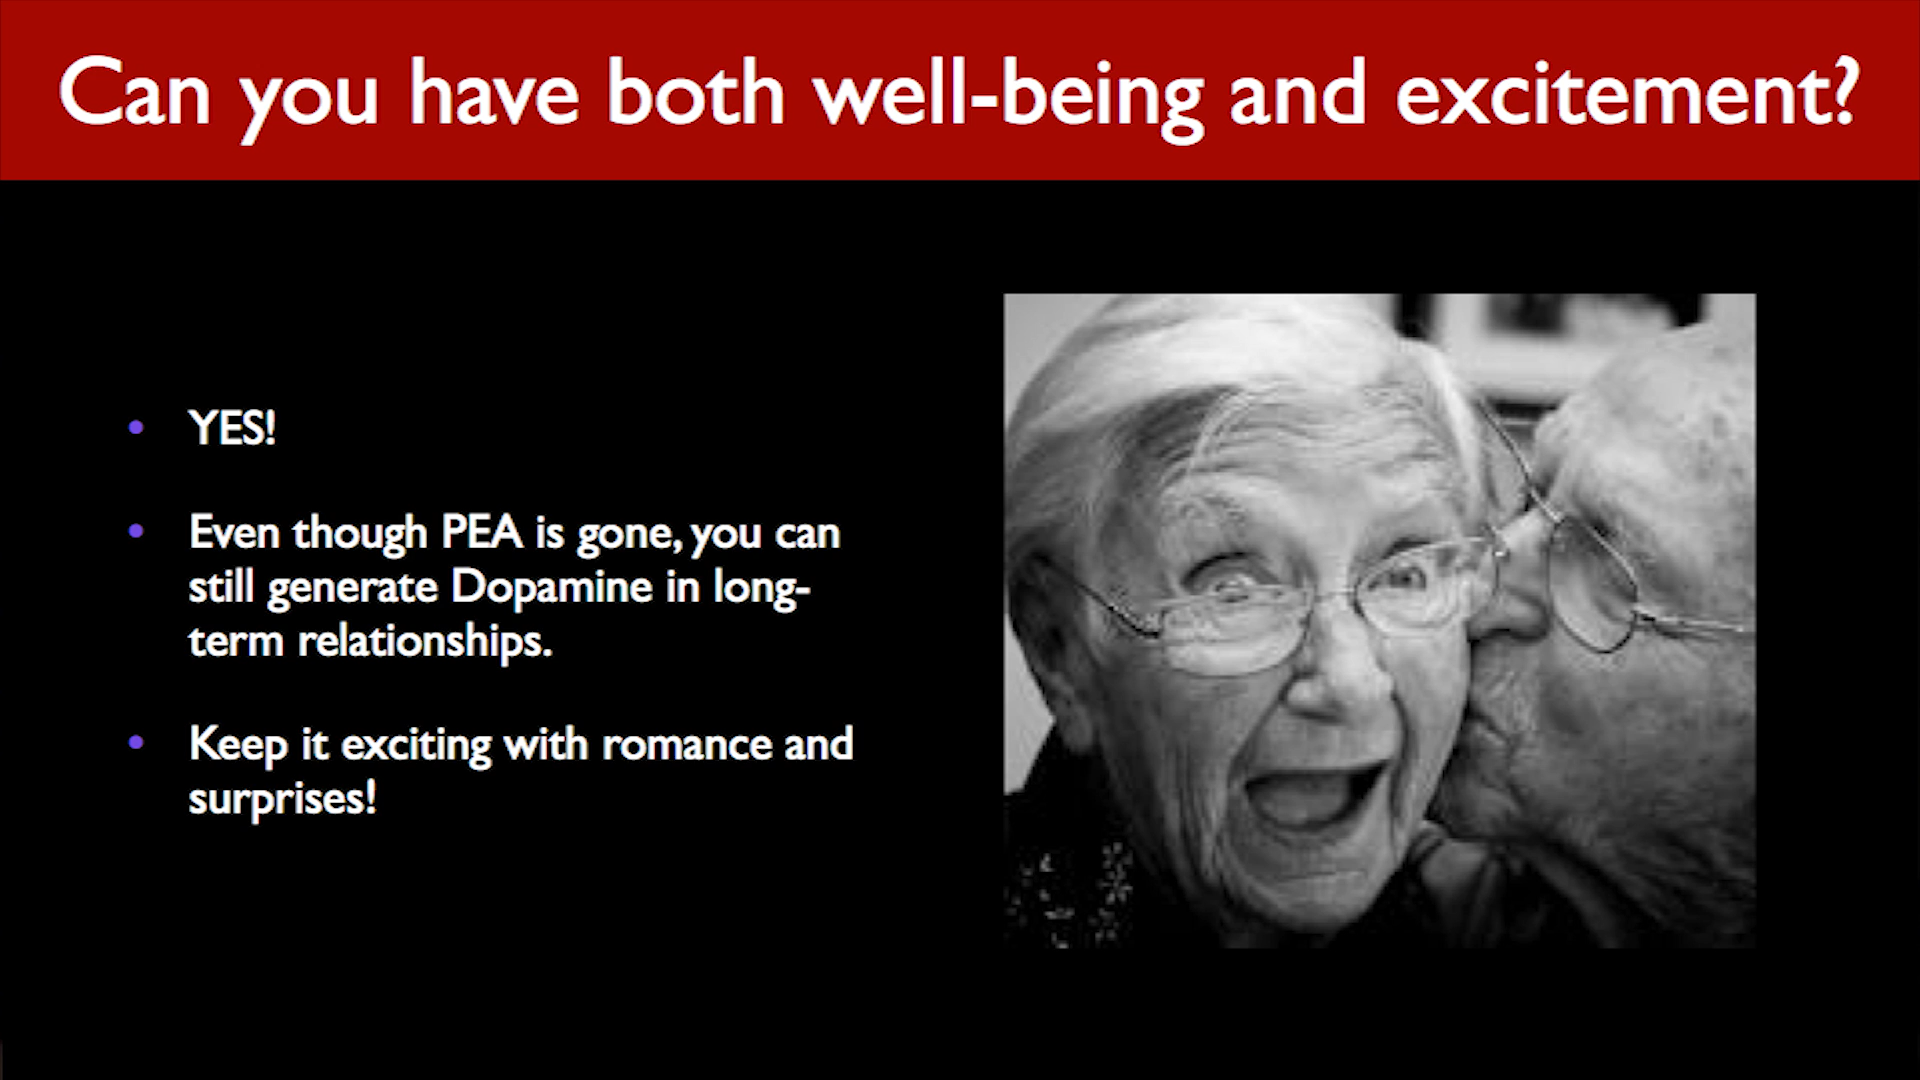 Can you have both well-being and excitement?
• YES!
• Even though PEA is gone, you can
still generate Dopamine in long-
term relationships.
• Keep it exciting with romance and
surprises!